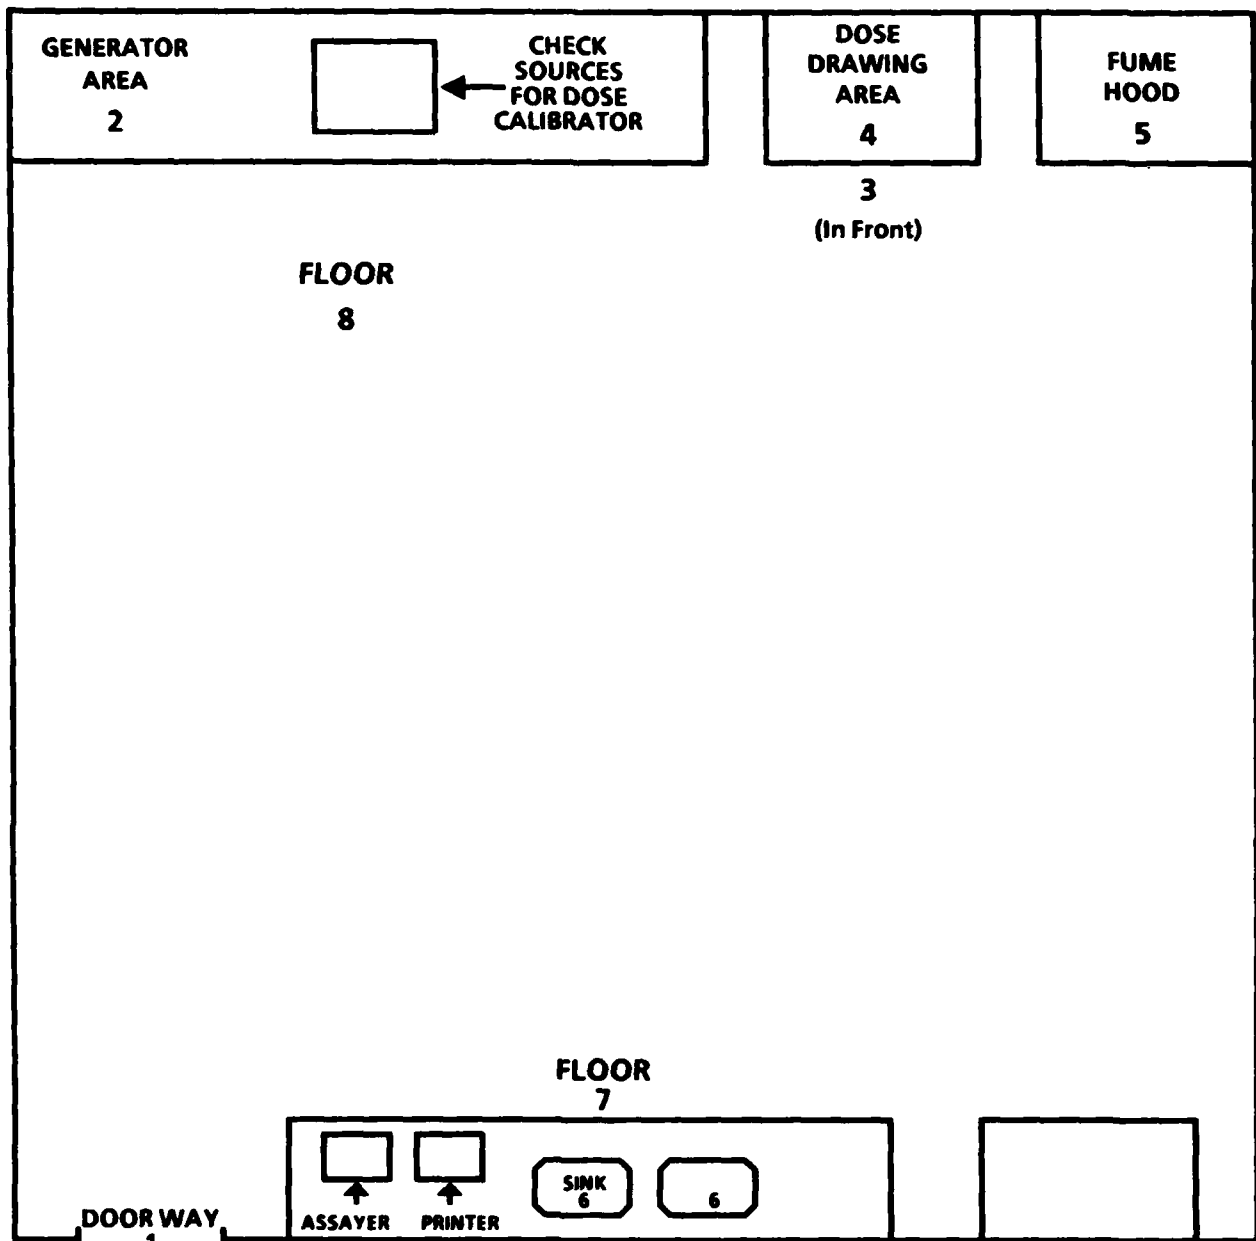 GENERATOR
AREA
2
CHECK
SOURCES
FOR DOSE
CALIBRATOR
DOSE
DRAWING
AREA
4
FUME
HOOD
5
3
(In Front)
FLOOR
8
FLOOR
7
SINK
6
6
ASSAYER
PRINTER
DOOR WAY